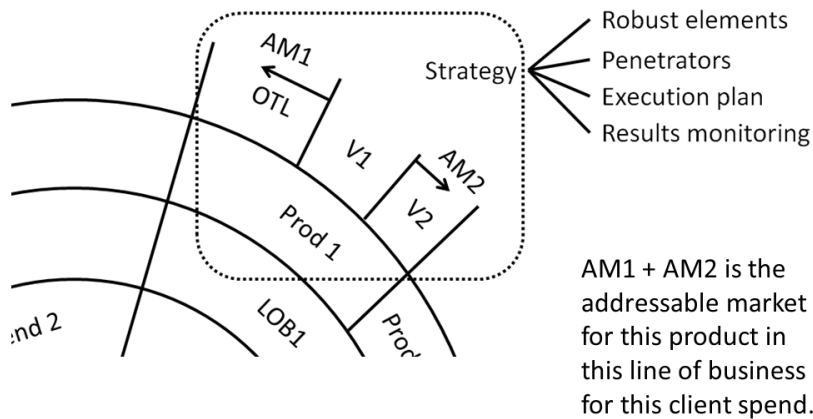 AM1
OTL
V1
AM2
V2
Prod 1
LOB1
Strategy
Robust elements
Penetrators
Execution plan
Results monitoring
AM1 + AM2 is the
addressable market
for this product in
this line of business
for this client spend.